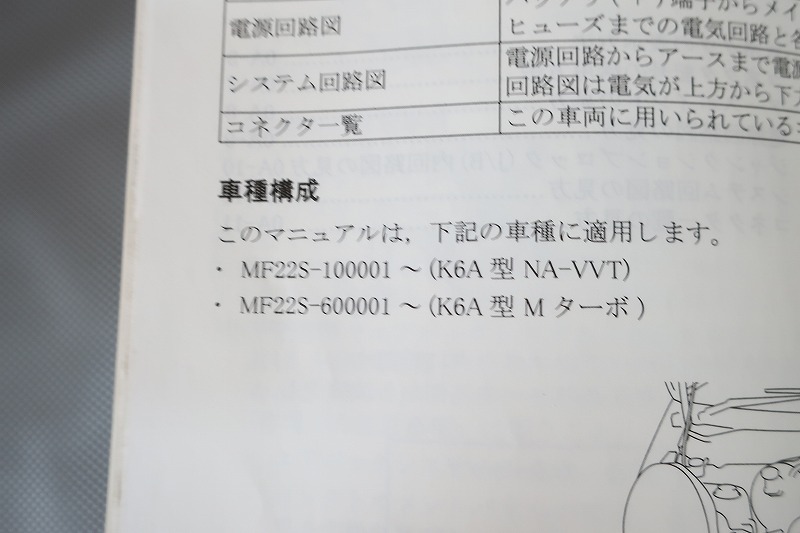 電源回路図
ヒューズまでの電気回路と各
システム回路図
電源回路からアースまで電源
回路図は電気が上方から下方
コネクター覧
この車両に用いられている
車種構成
このマニュアルは，下記の車種に適用します。
・ MF22S-100001 ～ (K6A 型 NA-VVT)
・ MF22S-600001 ～ (K6A 型 M ターボ )